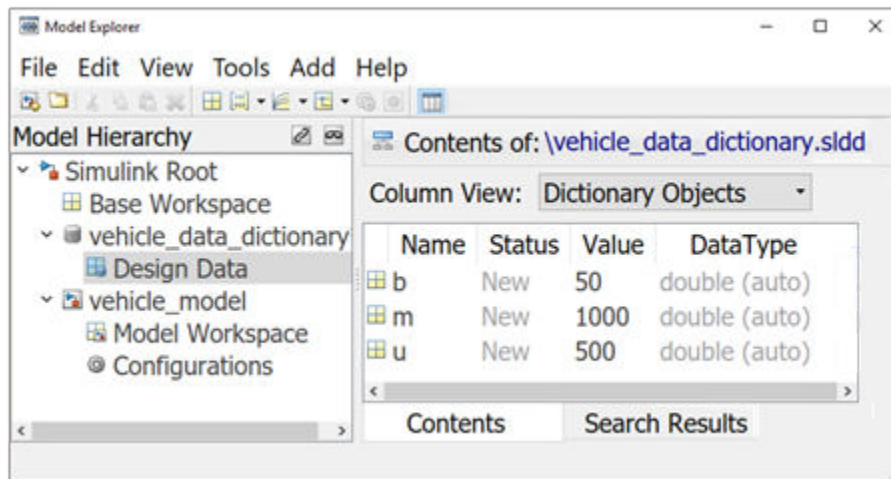 Model Explorer
File Edit View Tools Add Help
Model Hierarchy
Simulink Root
Base Workspace
vehicle_data_dictionary
Design Data
vehicle_model
Model Workspace
Configurations
Contents of: \vehicle_data_dictionary.sldd
Column View: Dictionary Objects
Name Status Value DataType
b New 50 double (auto)
m New 1000 double (auto)
u New 500 double (auto)
Contents Search Results